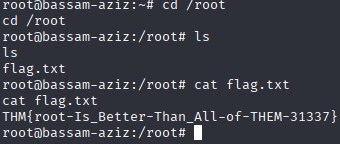 root@bassam-aziz:~# cd /root
cd /root
root@bassam-aziz:/root# ls
ls
flag.txt
root@bassam-aziz:/root# cat flag.txt
cat flag.txt
THM{root-Is_Better-Than_All-of-THEM-31337}
root@bassam-aziz:/root#